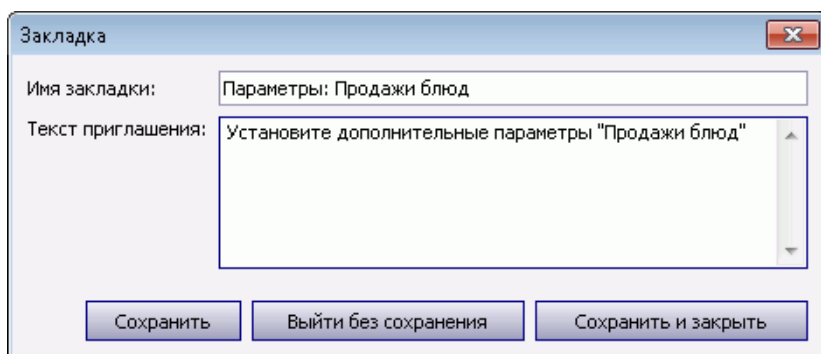 Закладка
Имя закладки: Параметры: Продажи блюд
Текст приглашения: Установите дополнительные параметры "Продажи блюд"
Сохранить Выйти без сохранения Сохранить и закрыть